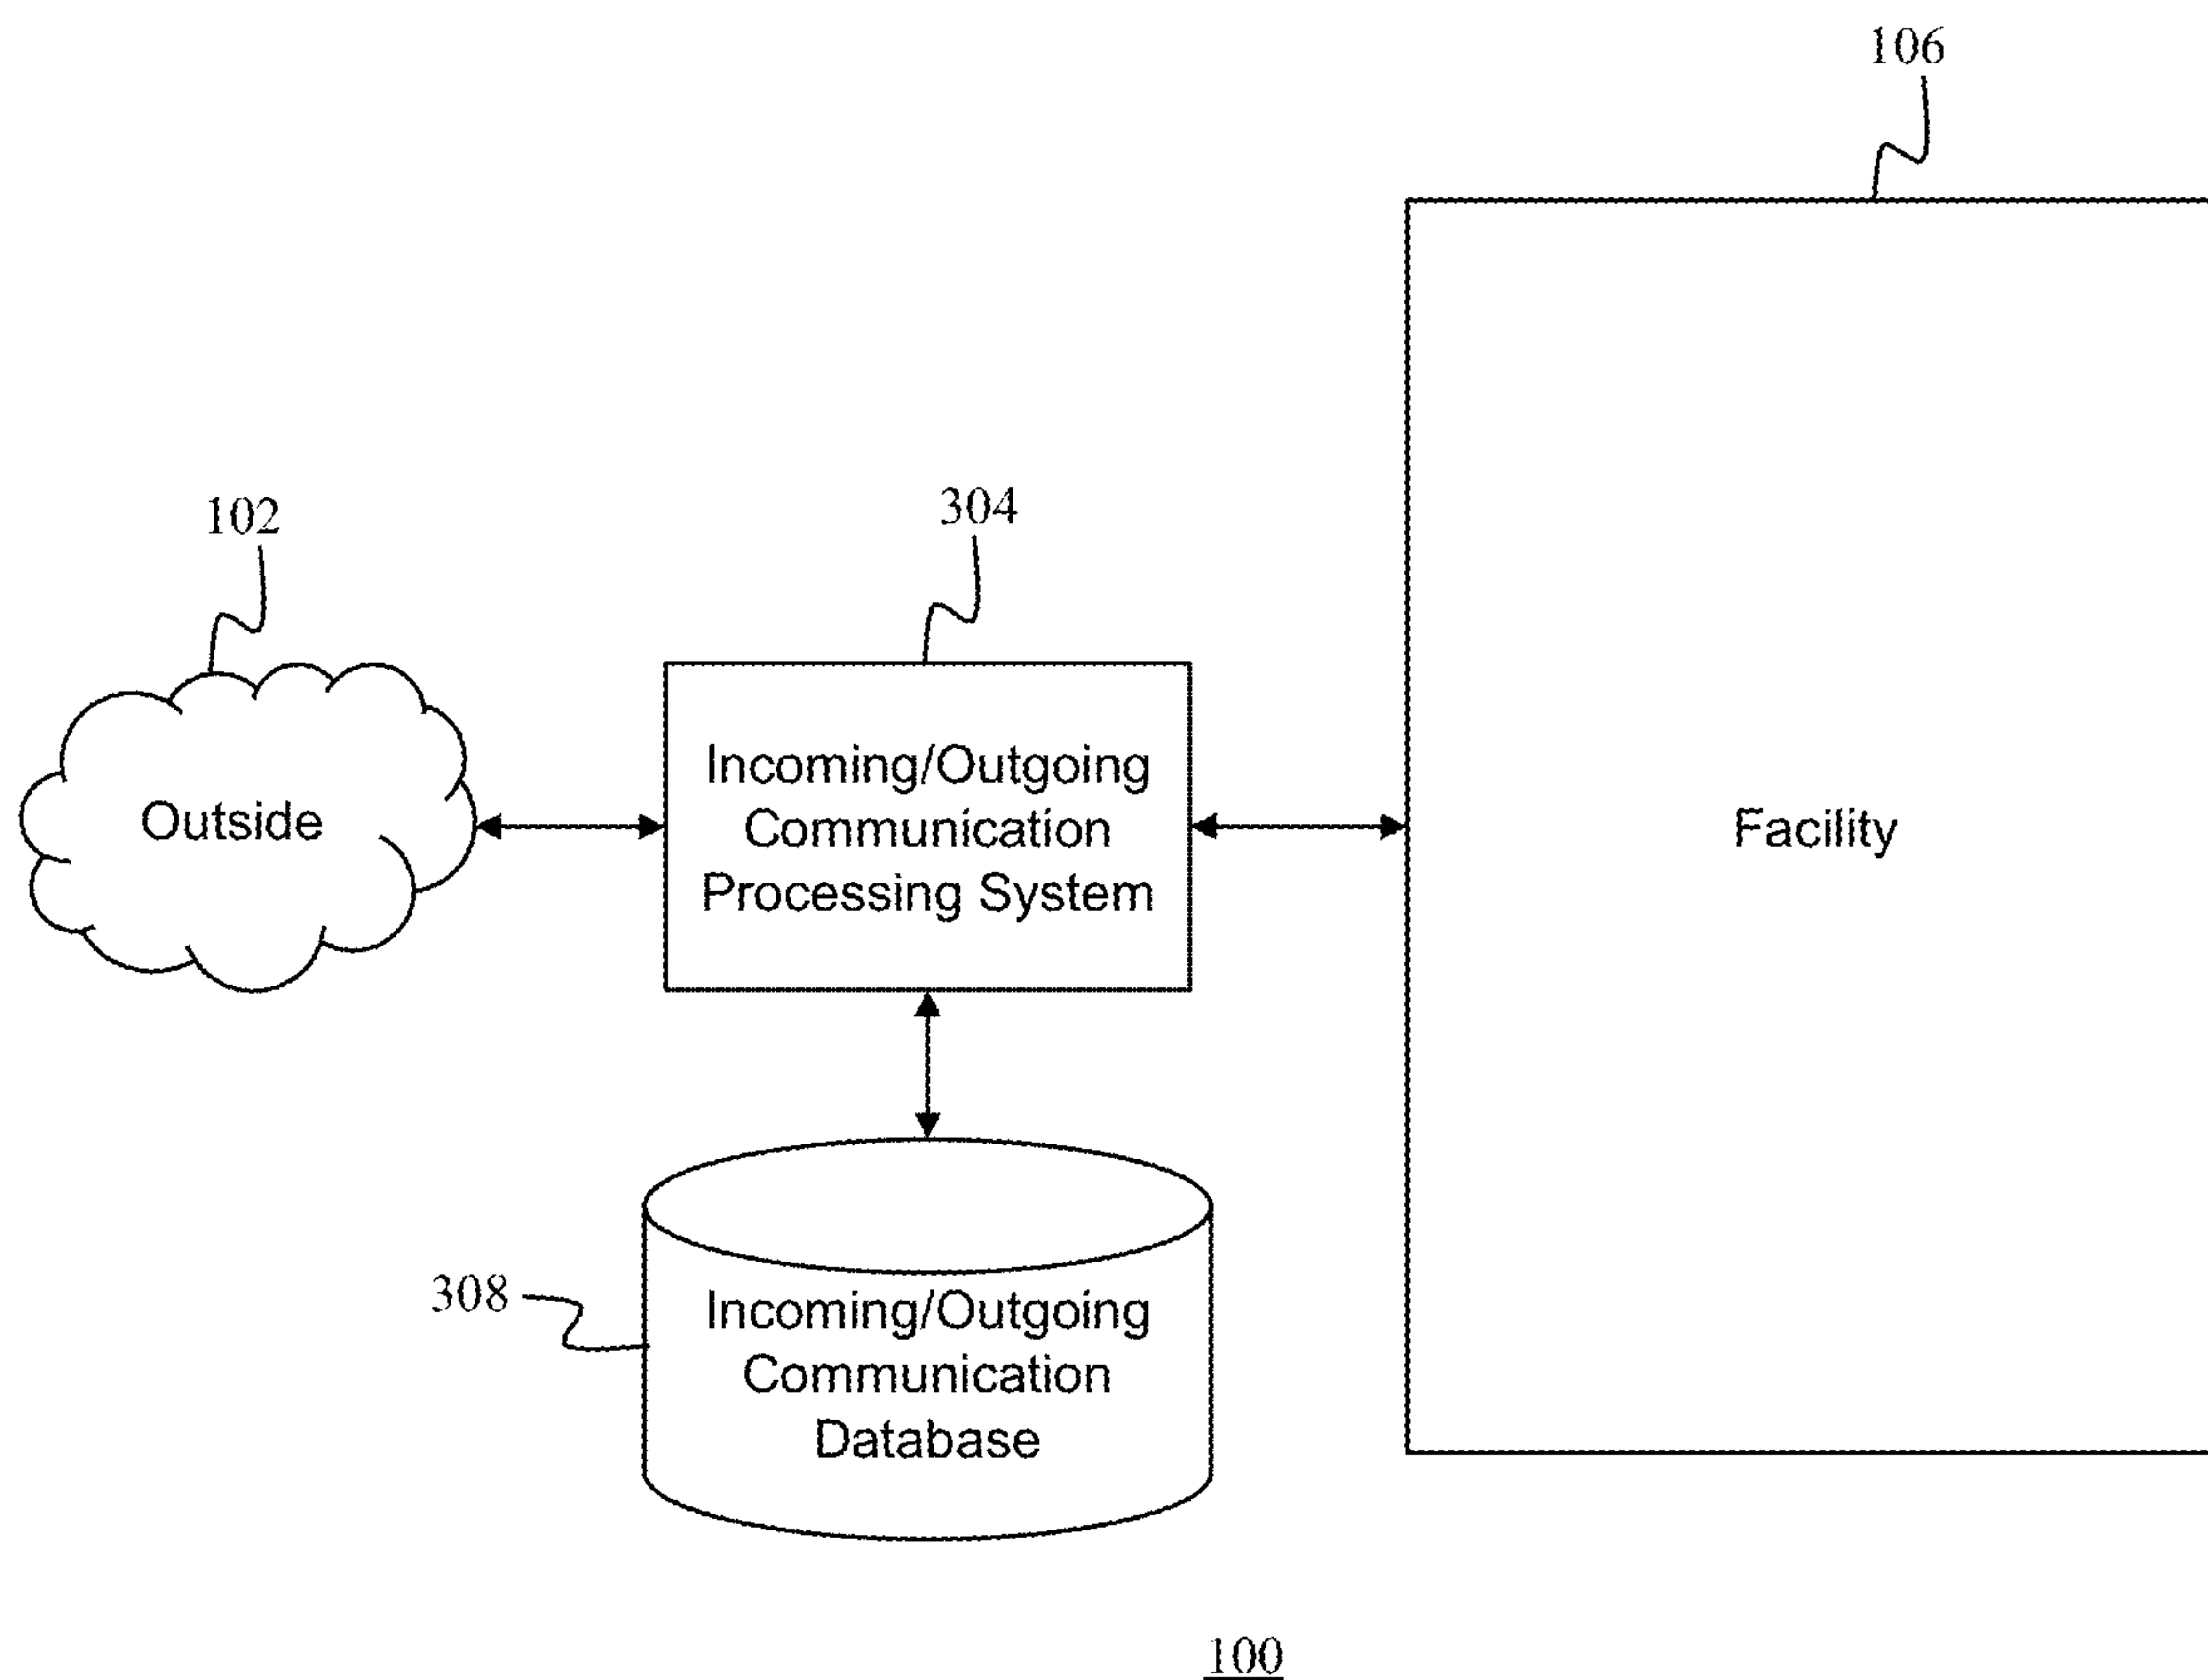 106
102
304
Outside
Incoming/Outgoing
Communication
Processing System
Facility
308
Incoming/Outgoing
Communication
Database
100